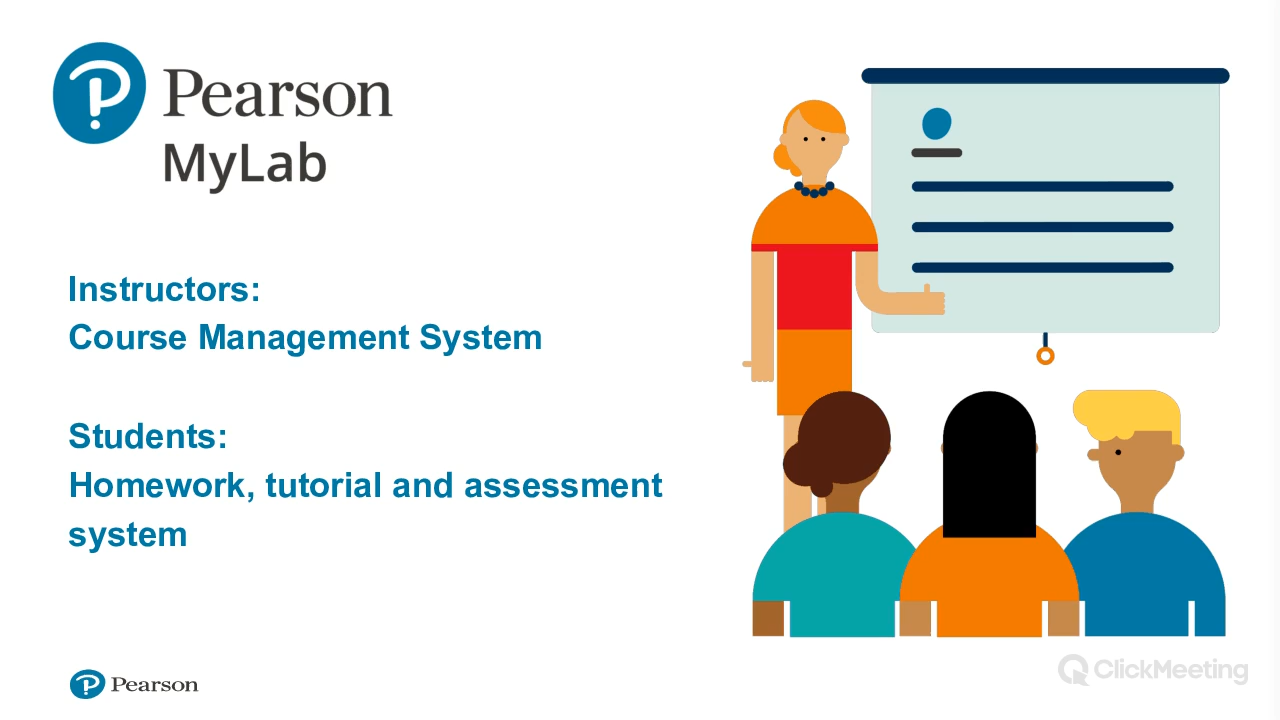 Pearson
MyLab
Instructors:
Course Management System
Students:
Homework, tutorial and assessment
system
Pearson
ClickMeeting